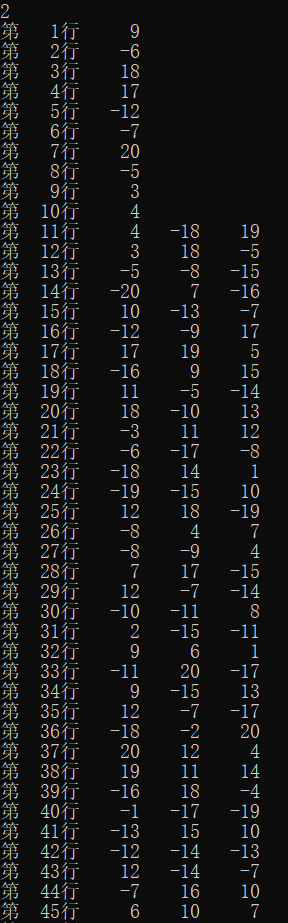 2
第 1行 9
第 2行 -6
第 3行 18
第 4行 17
第 5行 -12
第 6行 -7
第 7行 20
第 8行 -5
第 9行 3
第 10行 4
第 11行 4 -18 19
第 12行 3 18 -5
第 13行 -5 -8 -15
第 14行 -20 7 -16
第 15行 10 -13 -7
第 16行 -12 -9 17
第 17行 17 19 5
第 18行 -16 9 15
第 19行 11 -5 -14
第 20行 18 -10 13
第 21行 -3 11 12
第 22行 -6 -17 -8
第 23行 -18 14 1
第 24行 -19 -15 10
第 25行 12 18 -19
第 26行 -8 4 7
第 27行 -8 -9 4
第 28行 7 17 -15
第 29行 12 -7 -14
第 30行 -10 -11 8
第 31行 2 -15 -11
第 32行 9 6 1
第 33行 -11 20 -17
第 34行 9 -15 13
第 35行 12 -7 -17
第 36行 -18 -2 20
第 37行 20 12 4
第 38行 19 11 14
第 39行 -16 18 -4
第 40行 -1 -17 -19
第 41行 -13 15 10
第 42行 -12 -14 -13
第 43行 12 -14 -7
第 44行 -7 16 10
第 45行 6 10 7